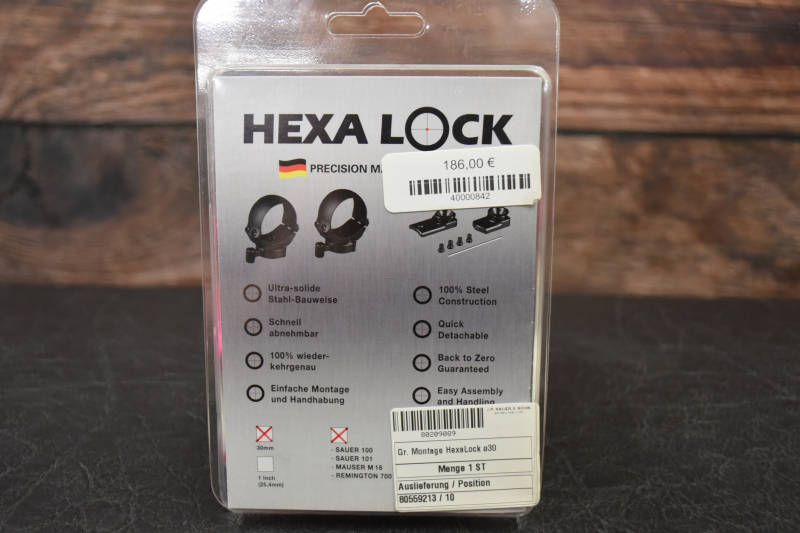 HEXA LOCK
PRECISION MA
186,00 €
40000842
Ultra-solide
Stahl-Bauweise
Schnell
abnehmbar
100% wieder-
kehrgenau
Einfache Montage
und Handhabung
100% Steel
Construction
Quick
Detachable
Back to Zero
Guaranteed
Easy Assembly
and Handling
30mm
1 Inch
(25,4mm)
- SAUER 100
- SAUER 101
- MAUSER M 18
- REMINGTON 700
J.P. SAUER & SOHN
80209089
Gr. Montage HexaLock ø30
Menge 1 ST
Auslieferung / Position
80559213 / 10